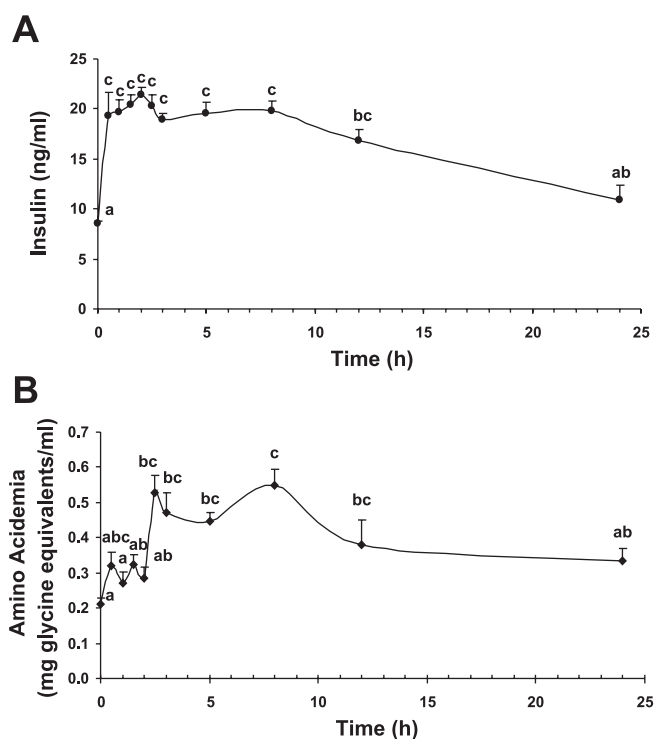 A
25
c
c
c
c
c
c
c
c
20
bc
15
ab
10
a
5
0
0
5
10
15
20
25
Insulin (ng/ml)
Time (h)
B
0.7
c
0.6
bc
bc
bc
bc
0.5
abc
ab
a
ab
ab
0.4
0.3
a
0.2
0.1
0.0
0
5
10
15
20
25
Amino Acidemia
(mg glycine equivalents/ml)
Time (h)